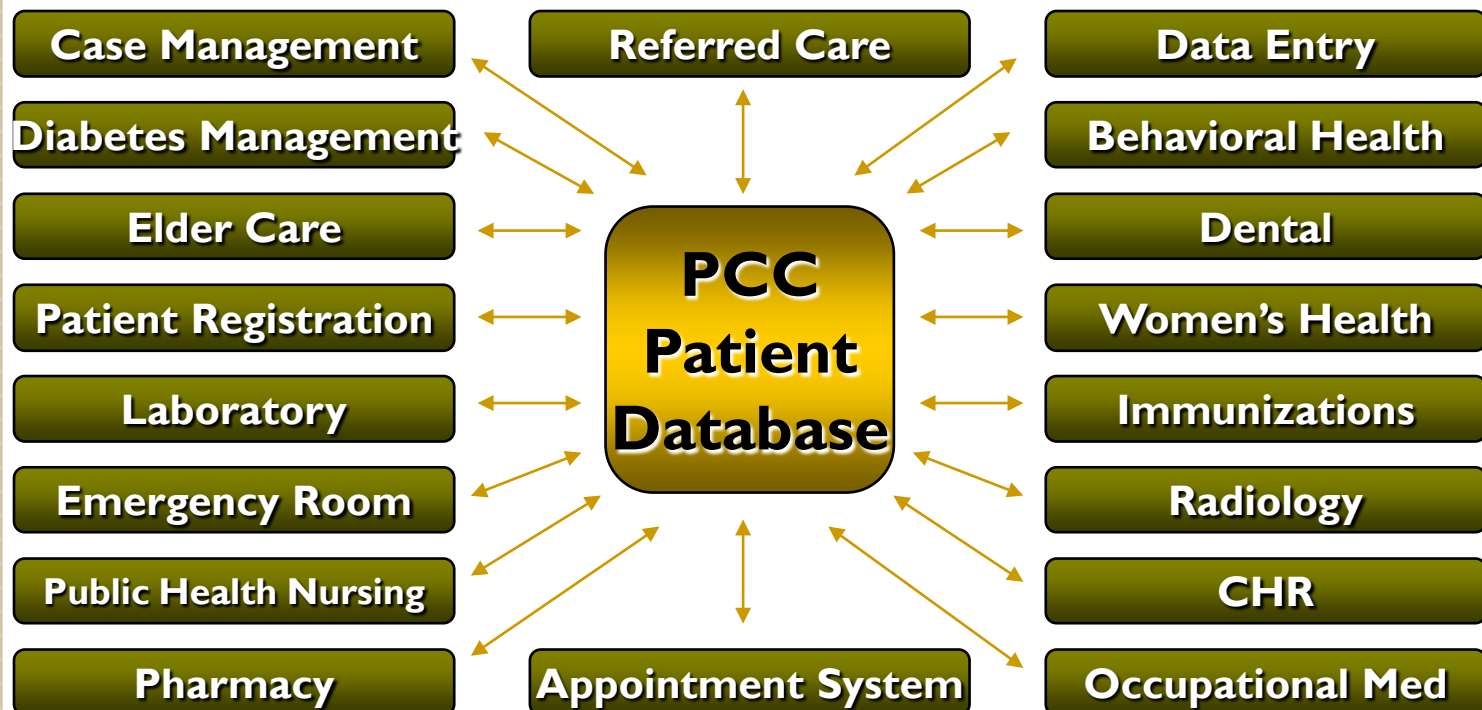 Case Management
Referred Care
Data Entry
Diabetes Management
Behavioral Health
Elder Care
Dental
PCC
Patient
Database
Patient Registration
Women’s Health
Laboratory
Immunizations
Emergency Room
Radiology
Public Health Nursing
CHR
Pharmacy
Appointment System
Occupational Med